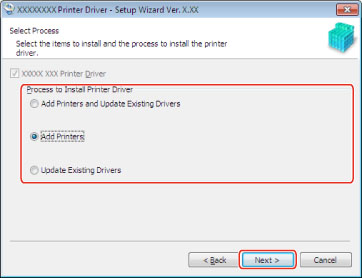 XXXXXXXX Printer Driver - Setup Wizard Ver. X.XX
Select Process
Select the items to install and the process to install the printer
driver.
XXXXX XXX Printer Driver
Process to Install Printer Driver
Add Printers and Update Existing Drivers
Add Printers
Update Existing Drivers
< Back Next > Cancel